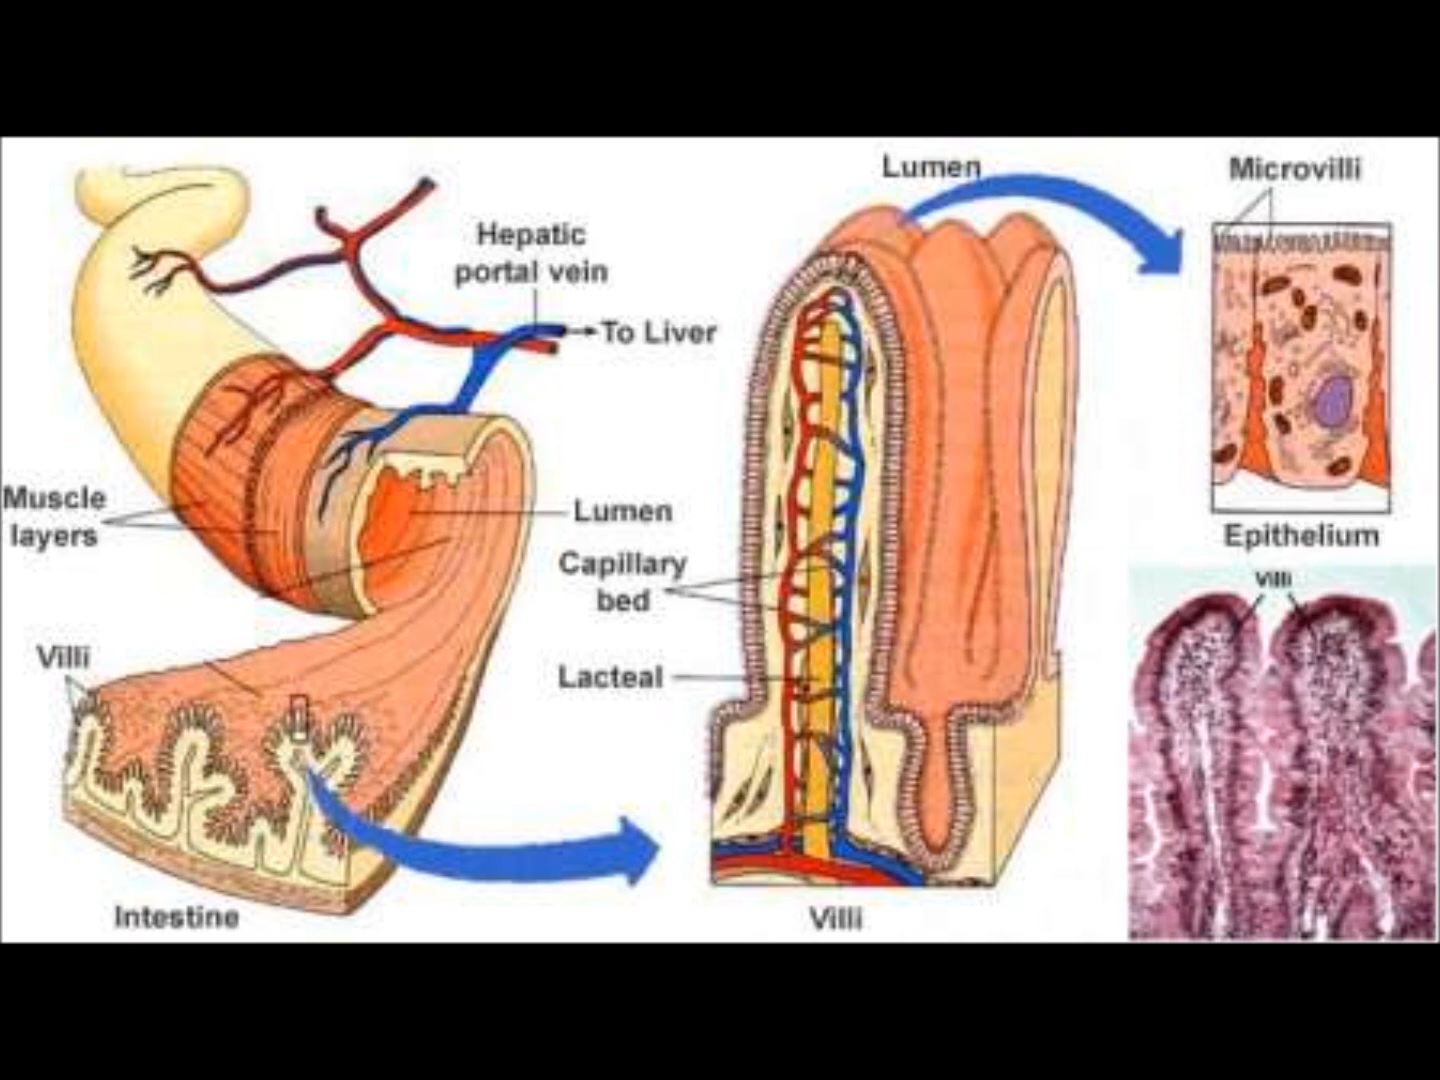 Hepatic
portal vein
To Liver
Muscle
layers
Lumen
Capillary
bed
Villi
Lacteal
Intestine
Lumen
Villi
Microvilli
Epithelium
Villi